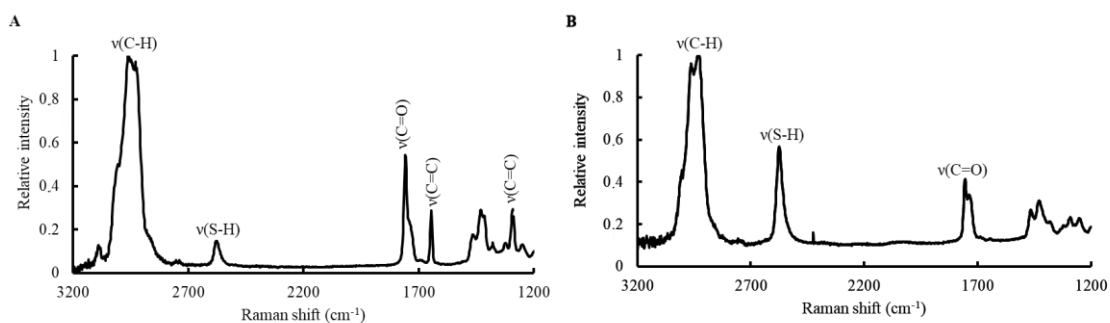 A
ν(C-H)
1
0.8
0.6
0.4
0.2
0
Relative intensity
ν(S-H)
ν(C=O)
ν(C=C)
ν(C=C)
3200 2700 2200 1700 1200
Raman shift (cm-1)
B
ν(C-H)
1
0.8
0.6
0.4
0.2
0
Relative intensity
ν(S-H)
ν(C=O)
3200 2700 2200 1700 1200
Raman shift (cm-1)